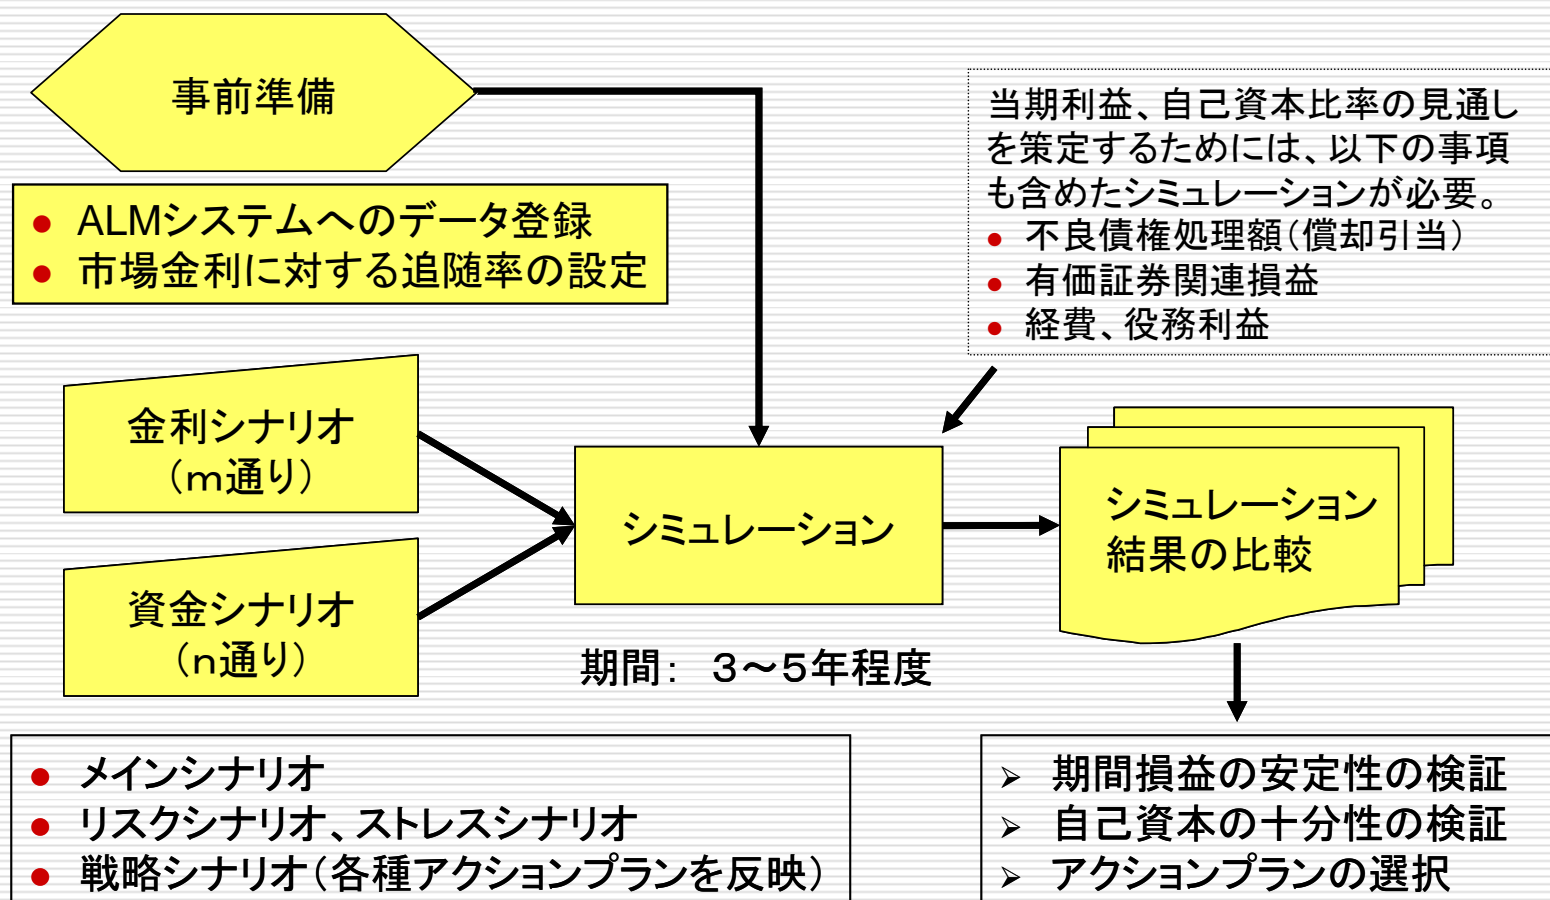 事前準備
● ALMシステムへのデータ登録
● 市場金利に対する追随率の設定
当期利益、自己資本比率の見通し
を策定するためには、以下の事項
も含めたシミュレーションが必要。
● 不良債権処理額（償却引当）
● 有価証券関連損益
● 経費、役務利益
金利シナリオ
（ｍ通り）
資金シナリオ
（ｎ通り）
シミュレーション
シミュレーション
結果の比較
期間： ３～５年程度
● メインシナリオ
● リスクシナリオ、ストレスシナリオ
● 戦略シナリオ（各種アクションプランを反映）
➢ 期間損益の安定性の検証
➢ 自己資本の十分性の検証
➢ アクションプランの選択